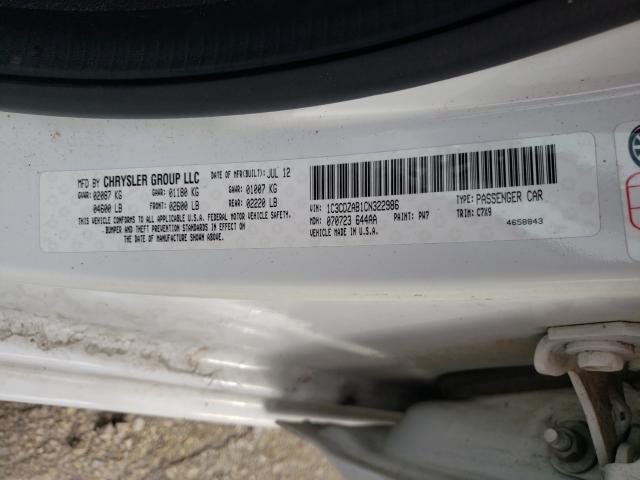 MFD BY CHRYSLER GROUP LLC DATE OF MFR(BUILT): JUL 12
GVWR: 02087 KG GAWR: 01180 KG GAWR: 01007 KG
04600 LB FRONT: 02600 LB REAR: 02220 LB
THIS VEHICLE CONFORMS TO ALL APPLICABLE U.S.A. FEDERAL MOTOR VEHICLE SAFETY,
BUMPER AND THEFT PREVENTION STANDARDS IN EFFECT ON
THE DATE OF MANUFACTURE SHOWN ABOVE.
VIN: 1C3CDZAB1CN322986 TYPE: PASSENGER CAR
MDH: 070723 644AA PAINT: PW7 TRIM: C7X9
VEHICLE MADE IN U.S.A. 4658843